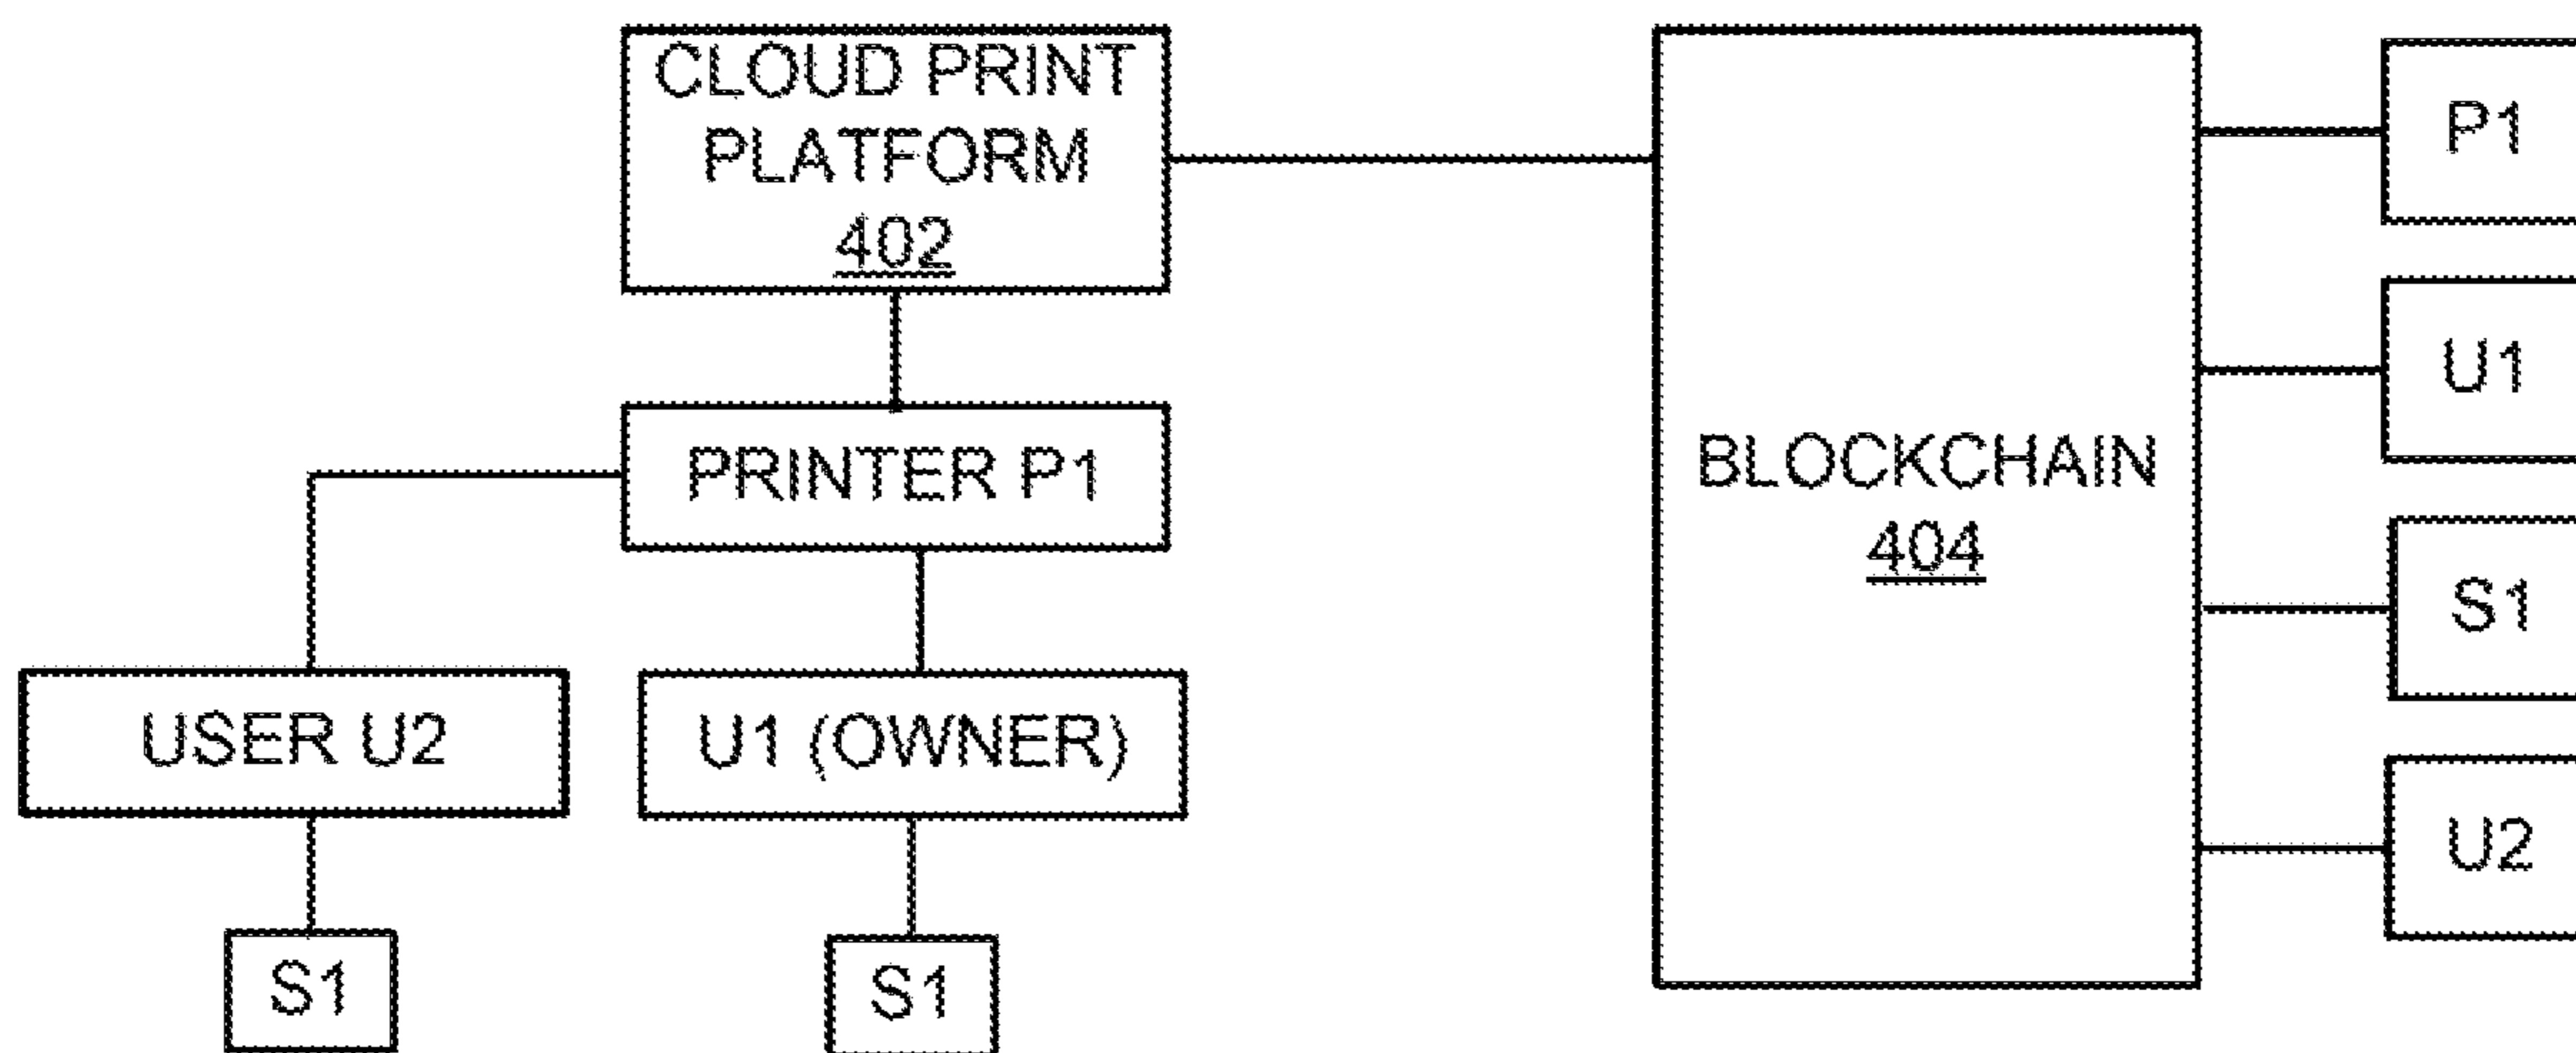 CLOUD PRINT
PLATFORM
402
PRINTER P1
USER U2
U1 (OWNER)
S1
S1
BLOCKCHAIN
404
P1
U1
S1
U2